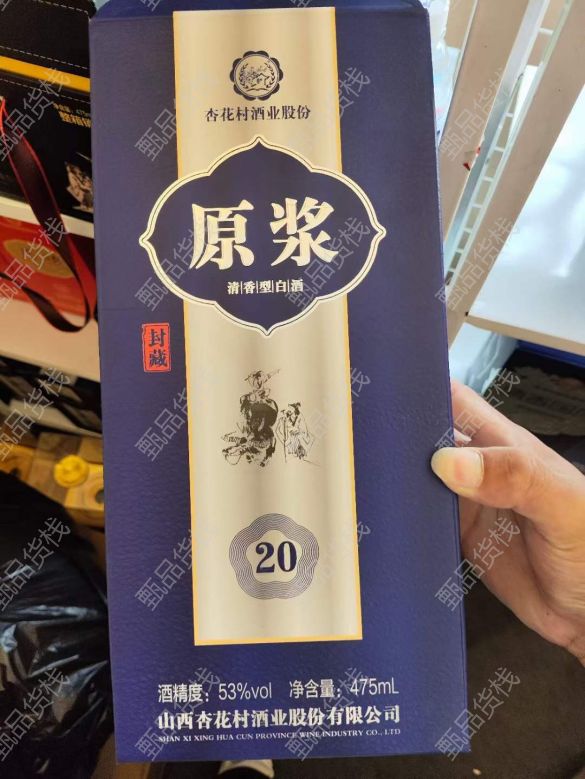 杏花村酒业股份
原浆
清香型白酒
封藏
20
酒精度：53%vol 净含量：475mL
山西杏花村酒业股份有限公司
SHAN XI XING HUA CUN PROVINCE WINE INDUSTRY CO., LTD
甄品货栈